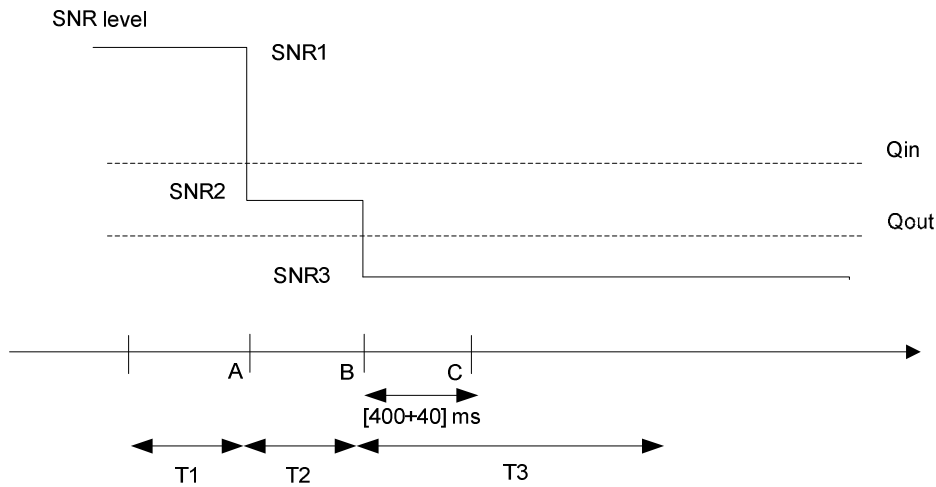 SNR level
SNR1
Qin
SNR2
Qout
SNR3
A
B
C
[400+40] ms
T1
T2
T3